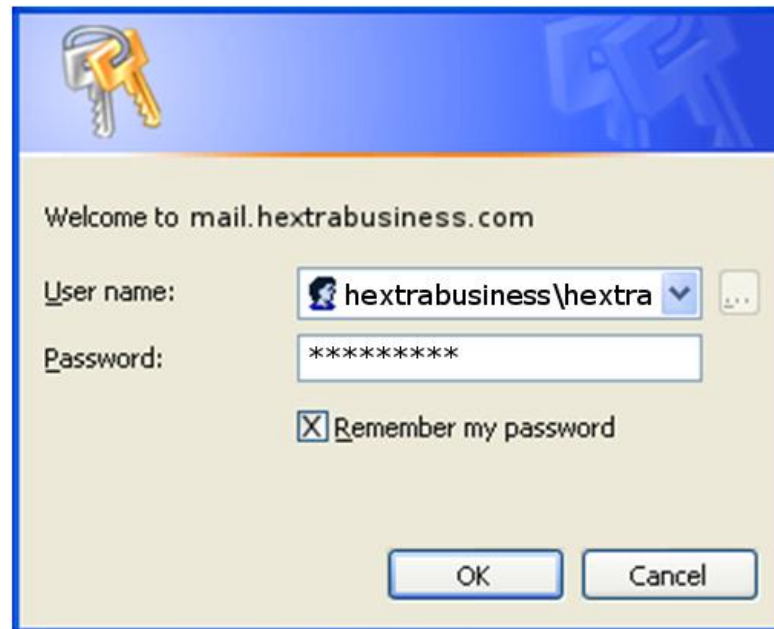 Welcome to mail.hextrabusiness.com
User name: hextrabusiness\hextra ...
Password: *********
X Remember my password
OK Cancel